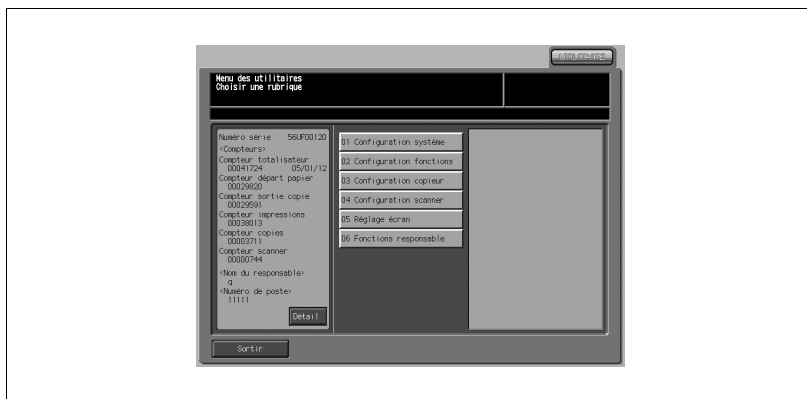 UTILITAIRE
Menu des utilitaires
Choisir une rubrique
Numéro série : 56UF00120
<Compteurs>
Compteur totalisateur
00041724 05/01/12
Compteur départ papier
00029820
Compteur sortie copie
00029591
Compteur impressions
00038013
Compteur copies
00003711
Compteur scanner
00000744
<Nom du responsable>
q
<Numéro de poste>
11111
Détail
01 Configuration système
02 Configuration fonctions
03 Configuration copieur
04 Configuration scanner
05 Réglage écran
06 Fonctions responsable
Sortir